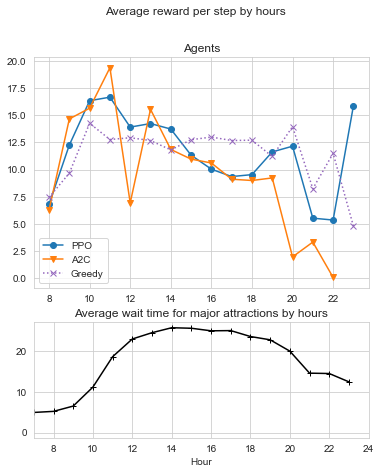 Average reward per step by hours
Agents
20.0
17.5
15.0
12.5
10.0
7.5
5.0
2.5
0.0
PPO
A2C
Greedy
8 10 12 14 16 18 20 22
Average wait time for major attractions by hours
20
10
0
8 10 12 14 16 18 20 22 24
Hour